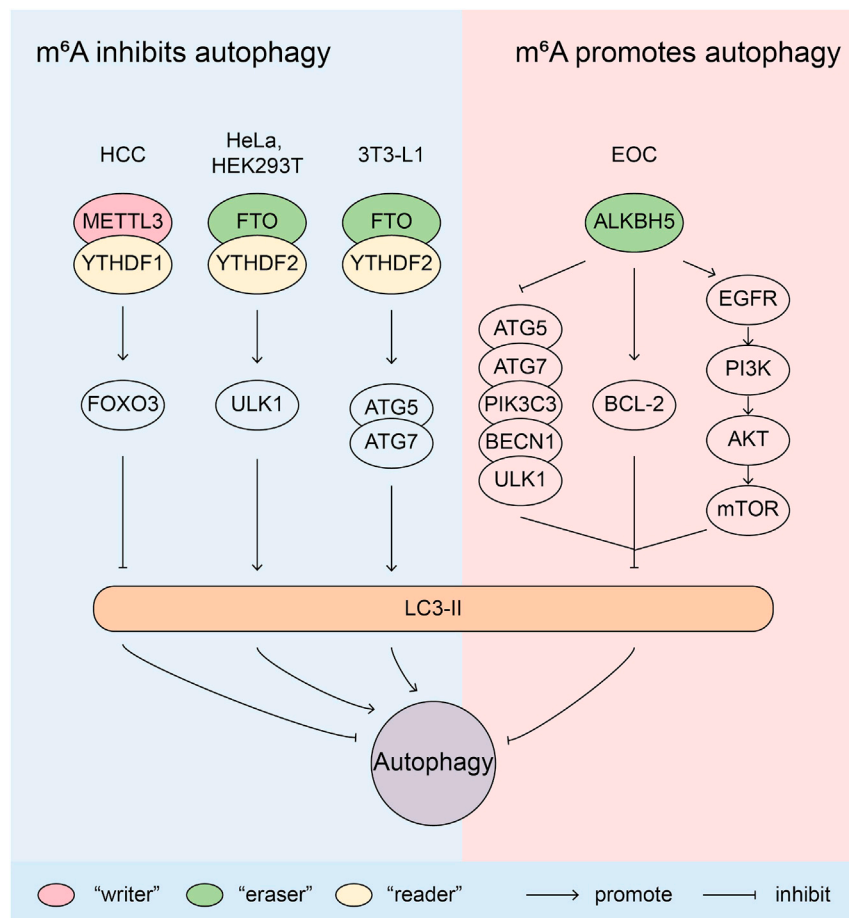 m⁶A inhibits autophagy
m⁶A promotes autophagy
HCC
HeLa,
HEK293T
3T3-L1
EOC
METTL3
YTHDF1
FTO
YTHDF2
FTO
YTHDF2
ALKBH5
FOXO3
ULK1
ATG5
ATG7
ATG5
ATG7
PIK3C3
BECN1
ULK1
BCL-2
EGFR
PI3K
AKT
mTOR
LC3-II
Autophagy
“writer”
“eraser”
“reader”
promote
inhibit